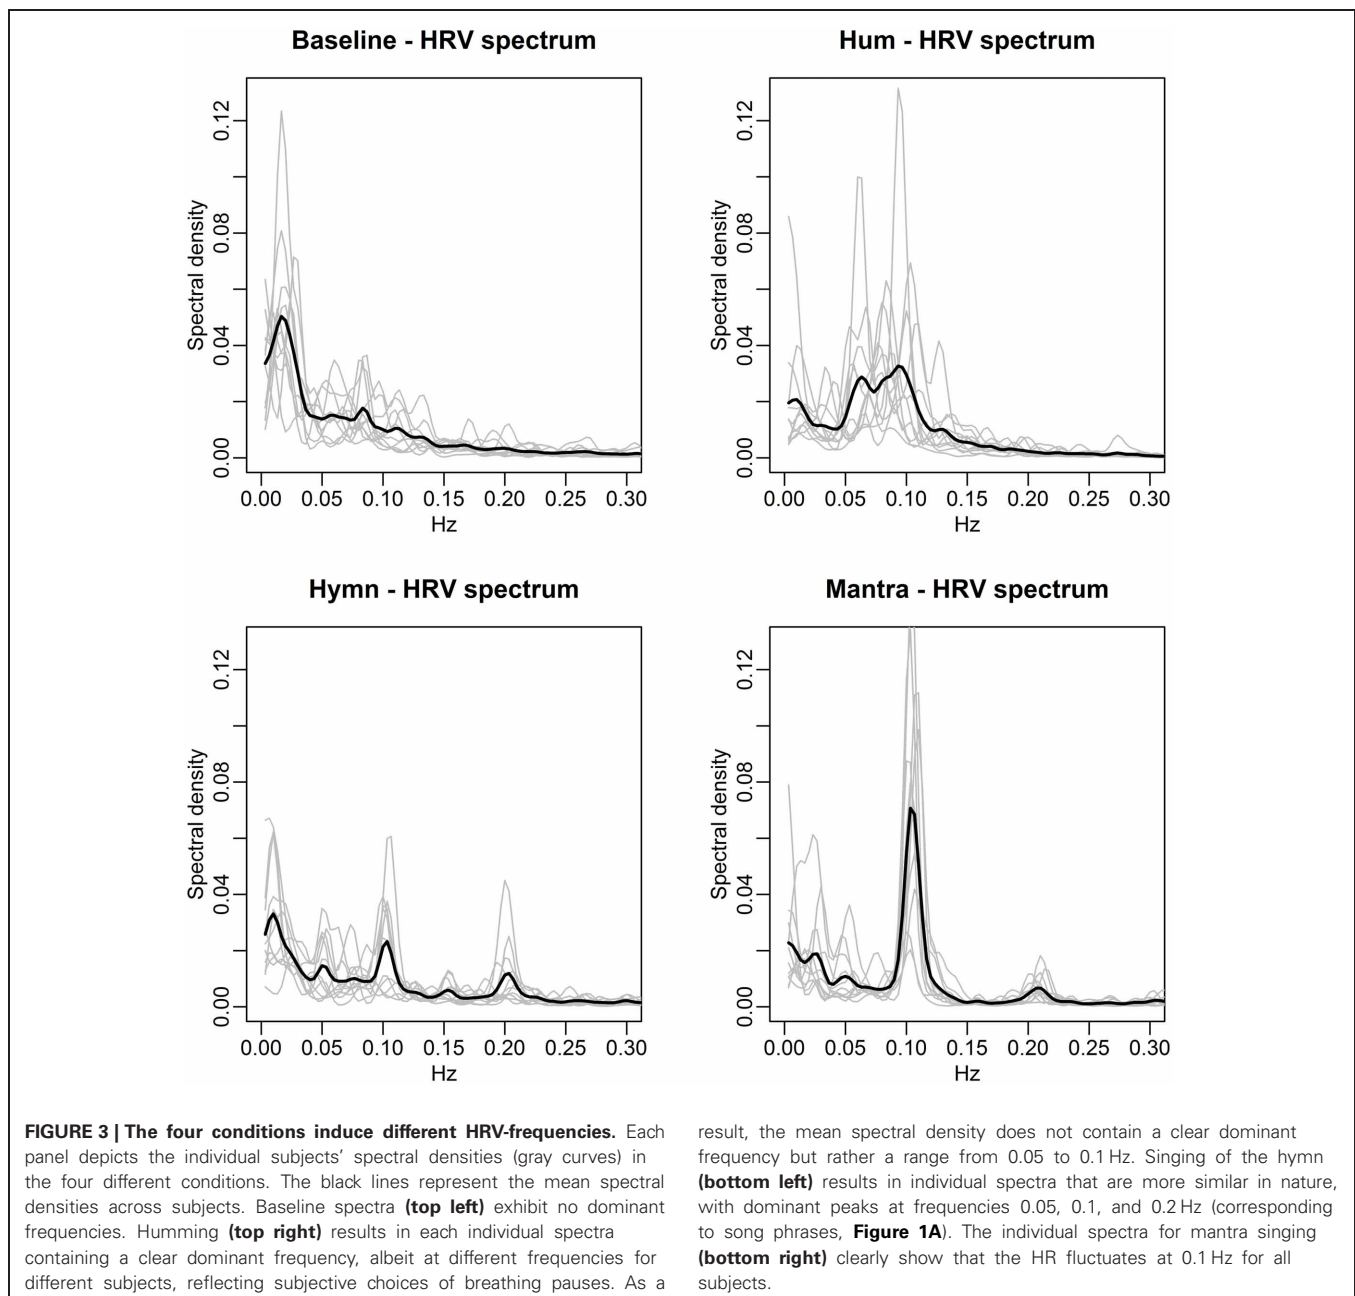 Baseline - HRV spectrum
Spectral density
0.12
0.08
0.04
0.00
0.00 0.05 0.10 0.15 0.20 0.25 0.30
Hz
Hum - HRV spectrum
Spectral density
0.12
0.08
0.04
0.00
0.00 0.05 0.10 0.15 0.20 0.25 0.30
Hz
Hymn - HRV spectrum
Spectral density
0.12
0.08
0.04
0.00
0.00 0.05 0.10 0.15 0.20 0.25 0.30
Hz
Mantra - HRV spectrum
Spectral density
0.12
0.08
0.04
0.00
0.00 0.05 0.10 0.15 0.20 0.25 0.30
Hz
FIGURE 3 | The four conditions induce different HRV-frequencies. Each
panel depicts the individual subjects' spectral densities (gray curves) in
the four different conditions. The black lines represent the mean spectral
densities across subjects. Baseline spectra (top left) exhibit no dominant
frequencies. Humming (top right) results in each individual spectra
containing a clear dominant frequency, albeit at different frequencies for
different subjects, reflecting subjective choices of breathing pauses. As a
result, the mean spectral density does not contain a clear dominant
frequency but rather a range from 0.05 to 0.1 Hz. Singing of the hymn
(bottom left) results in individual spectra that are more similar in nature,
with dominant peaks at frequencies 0.05, 0.1, and 0.2 Hz (corresponding
to song phrases, Figure 1A). The individual spectra for mantra singing
(bottom right) clearly show that the HR fluctuates at 0.1 Hz for all
subjects.